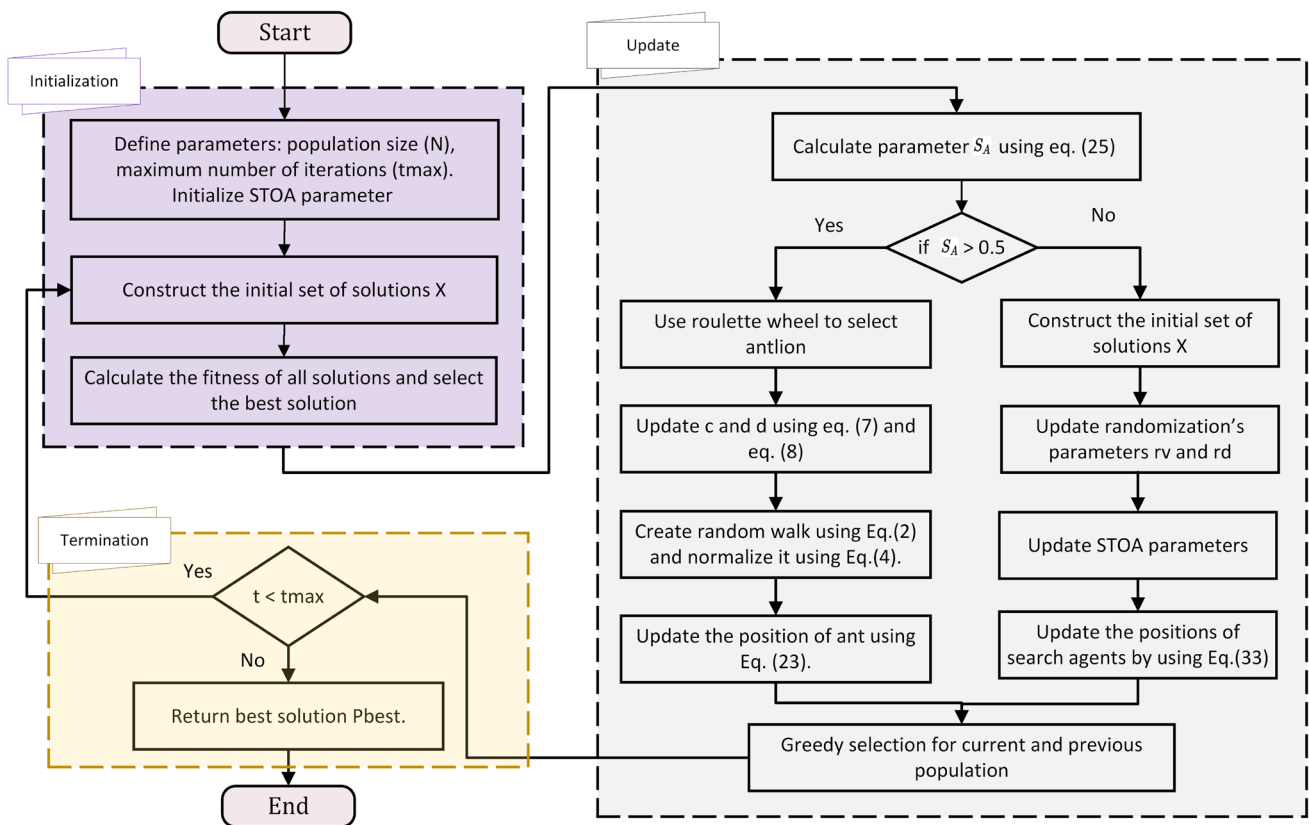 Start
Initialization
Define parameters: population size (N),
maximum number of iterations (tmax).
Initialize STOA parameter
Construct the initial set of solutions X
Calculate the fitness of all solutions and select
the best solution
Update
Calculate parameter S_A using eq. (25)
if S_A > 0.5
Yes
No
Use roulette wheel to select
antlion
Update c and d using eq. (7) and
eq. (8)
Create random walk using Eq.(2)
and normalize it using Eq.(4).
Update the position of ant using
Eq. (23).
Construct the initial set of
solutions X
Update randomization’s
parameters rv and rd
Update STOA parameters
Update the positions of
search agents by using Eq.(33)
Greedy selection for current and previous
population
Termination
Yes
t < tmax
No
Return best solution Pbest.
End